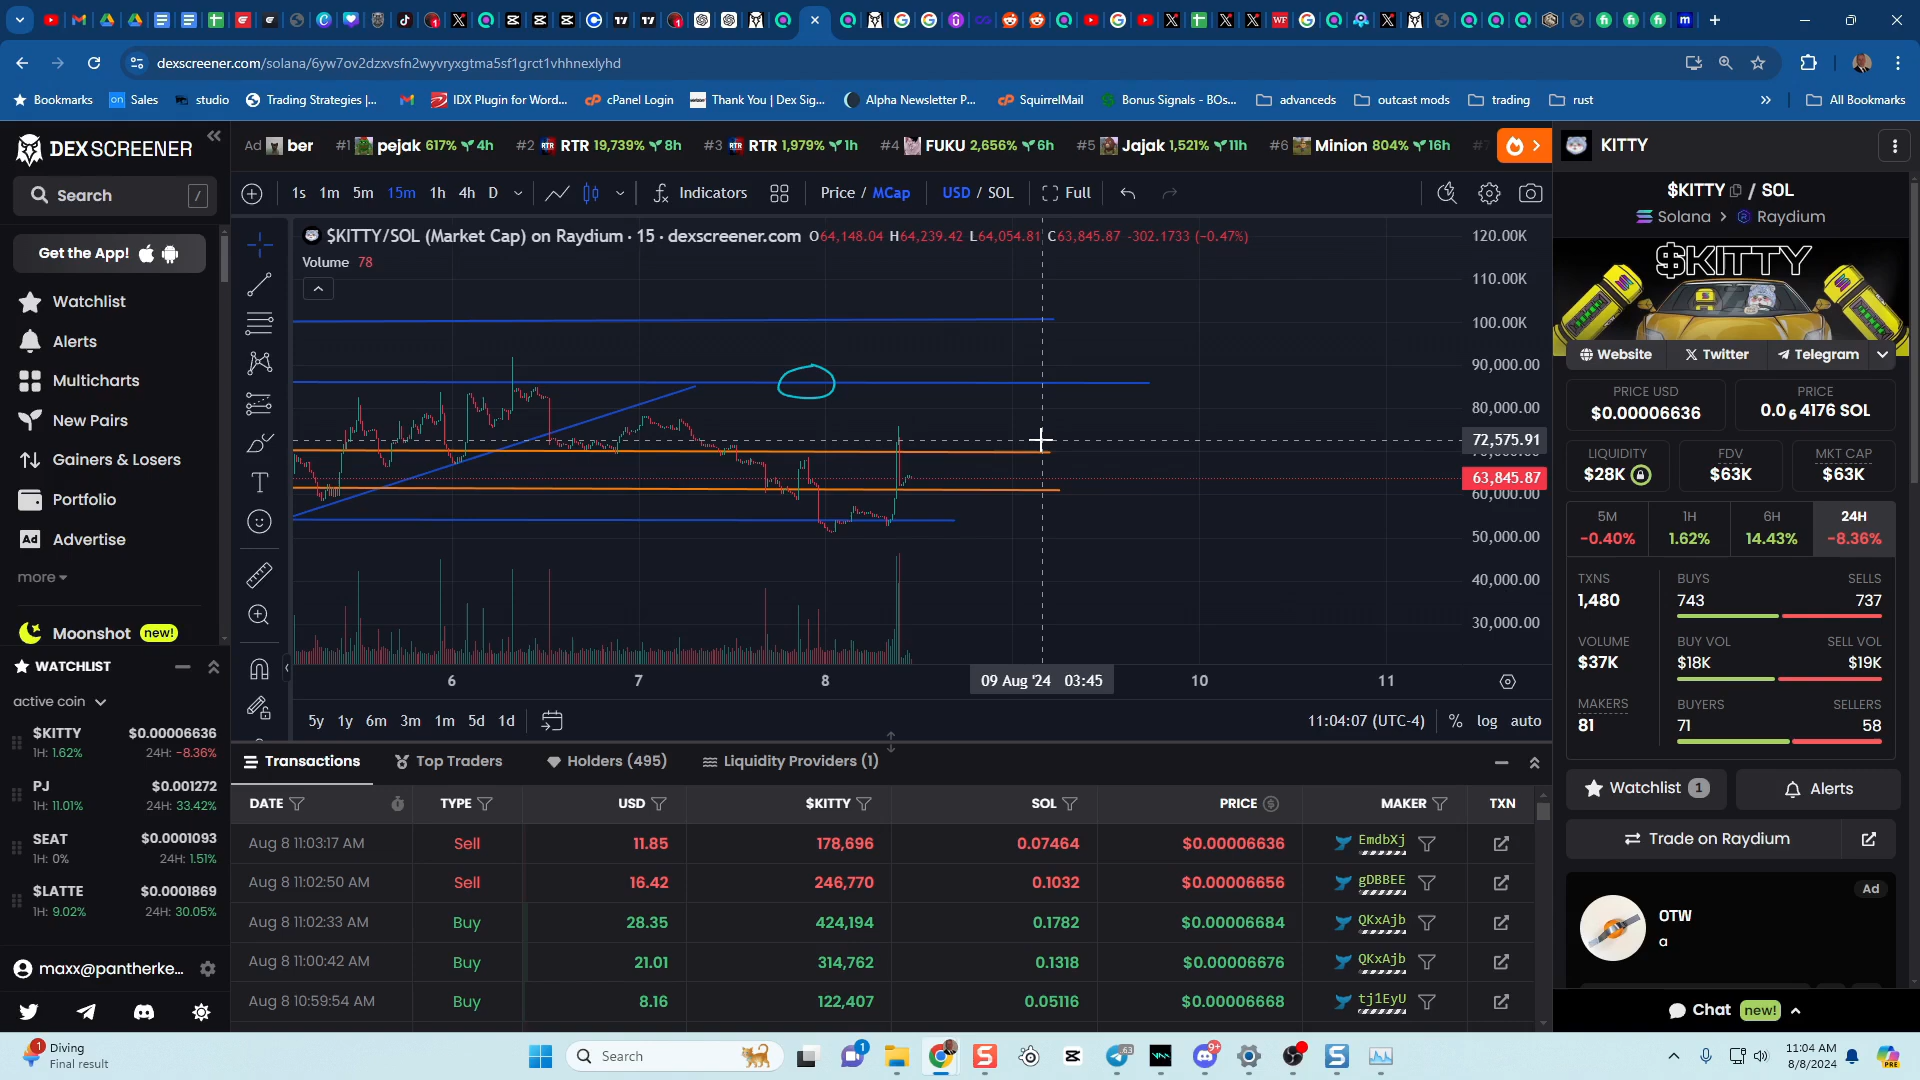 dexscreener.com/solana/6yw7ov2dzxvsfn2wyvryxgtma5sf1grct1vhhnexlyhd
Bookmarks
on Sales
studio
Trading Strategies |...
IDX Plugin for Word...
cPanel Login
Thank You | Dex Sig...
Alpha Newsletter P...
SquirrelMail
Bonus Signals - BOs...
advanceds
outcast mods
trading
rust
All Bookmarks
DEX SCREENER
Search /
Get the App!
Watchlist
Alerts
Multicharts
New Pairs
Gainers & Losers
Portfolio
Ad Advertise
more
Moonshot new!
WATCHLIST
active coin
$KITTY $0.00006636
1H: 1.62% 24H: -8.36%
PJ $0.001272
1H: 11.01% 24H: 33.42%
SEAT $0.0001093
1H: 0% 24H: 1.51%
$LATTE $0.0001869
1H: 9.02% 24H: 30.05%
maxx@pantherke...
Ad ber #1 pejak 617% 4h #2 RTR 19,739% 8h #3 RTR 1,979% 1h #4 FUKU 2,656% 6h #5 Jajak 1,521% 11h #6 Minion 804% 16h #7
1s 1m 5m 15m 1h 4h D Indicators Price / MCap USD / SOL Full
$KITTY/SOL (Market Cap) on Raydium · 15 · dexscreener.com O64,148.04 H64,239.42 L64,054.81 C63,845.87 -302.1733 (-0.47%)
Volume 78
120.00K
110.00K
100.00K
90,000.00
80,000.00
72,575.91
63,845.87
60,000.00
50,000.00
40,000.00
30,000.00
6 7 8 09 Aug '24 03:45 10 11
5y 1y 6m 3m 1m 5d 1d 11:04:07 (UTC-4) % log auto
Transactions Top Traders Holders (495) Liquidity Providers (1)
DATE TYPE USD $KITTY SOL PRICE MAKER TXN
Aug 8 11:03:17 AM Sell 11.85 178,696 0.07464 $0.00006636 EmdbXj
Aug 8 11:02:50 AM Sell 16.42 246,770 0.1032 $0.00006656 gDBBEE
Aug 8 11:02:33 AM Buy 28.35 424,194 0.1782 $0.00006684 QKxAjb
Aug 8 11:00:42 AM Buy 21.01 314,762 0.1318 $0.00006676 QKxAjb
Aug 8 10:59:54 AM Buy 8.16 122,407 0.05116 $0.00006668 tj1EyU
KITTY
$KITTY / SOL
Solana > Raydium
$KITTY
Website Twitter Telegram
PRICE USD
$0.00006636
PRICE
0.0₆4176 SOL
LIQUIDITY
$28K
FDV
$63K
MKT CAP
$63K
5M
-0.40%
1H
1.62%
6H
14.43%
24H
-8.36%
TXNS
1,480
BUYS SELLS
743 737
VOLUME
$37K
BUY VOL SELL VOL
$18K $19K
MAKERS
81
BUYERS SELLERS
71 58
Watchlist 1
Alerts
Trade on Raydium
Ad
OTW
a
Chat new!
1 Diving
Final result
Search
1
63
9+
11:04 AM
8/8/2024
PRE